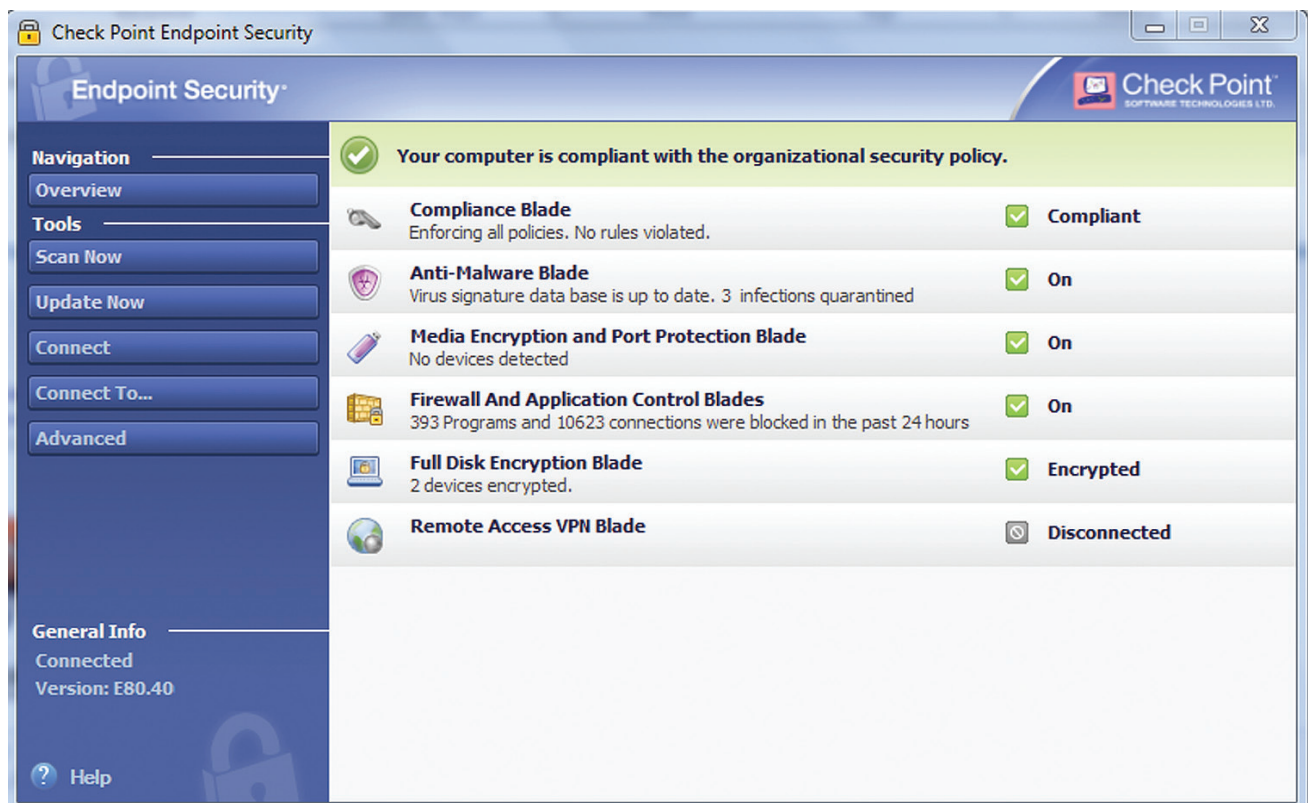 Check Point Endpoint Security
Endpoint Security
Check Point
SOFTWARE TECHNOLOGIES LTD.
Navigation
Overview
Tools
Scan Now
Update Now
Connect
Connect To...
Advanced
General Info
Connected
Version: E80.40
Help
Your computer is compliant with the organizational security policy.
Compliance Blade
Enforcing all policies. No rules violated.
Compliant
Anti-Malware Blade
Virus signature data base is up to date. 3 infections quarantined
On
Media Encryption and Port Protection Blade
No devices detected
On
Firewall And Application Control Blades
393 Programs and 10623 connections were blocked in the past 24 hours
On
Full Disk Encryption Blade
2 devices encrypted.
Encrypted
Remote Access VPN Blade
Disconnected